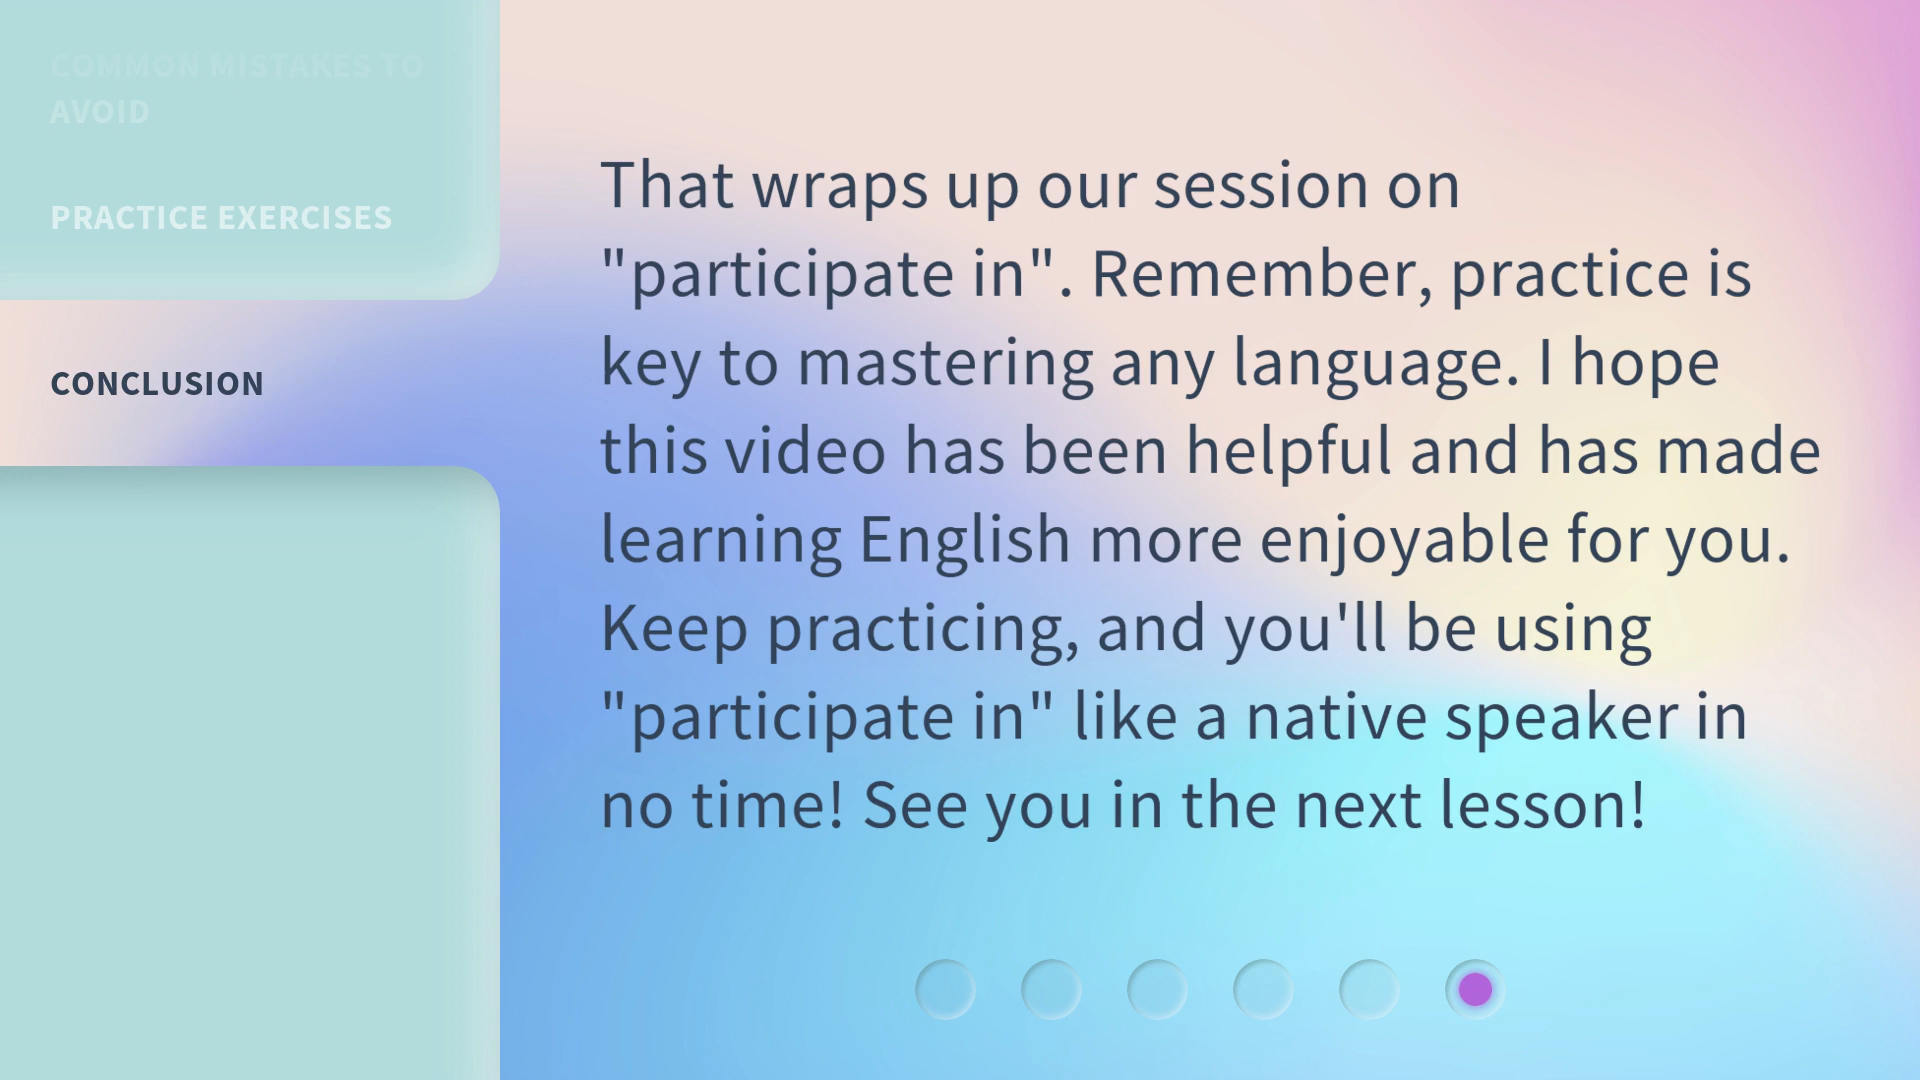 COMMON MISTAKES TO
AVOID
PRACTICE EXERCISES
CONCLUSION
That wraps up our session on
"participate in". Remember, practice is
key to mastering any language. I hope
this video has been helpful and has made
learning English more enjoyable for you.
Keep practicing, and you'll be using
"participate in" like a native speaker in
no time! See you in the next lesson!